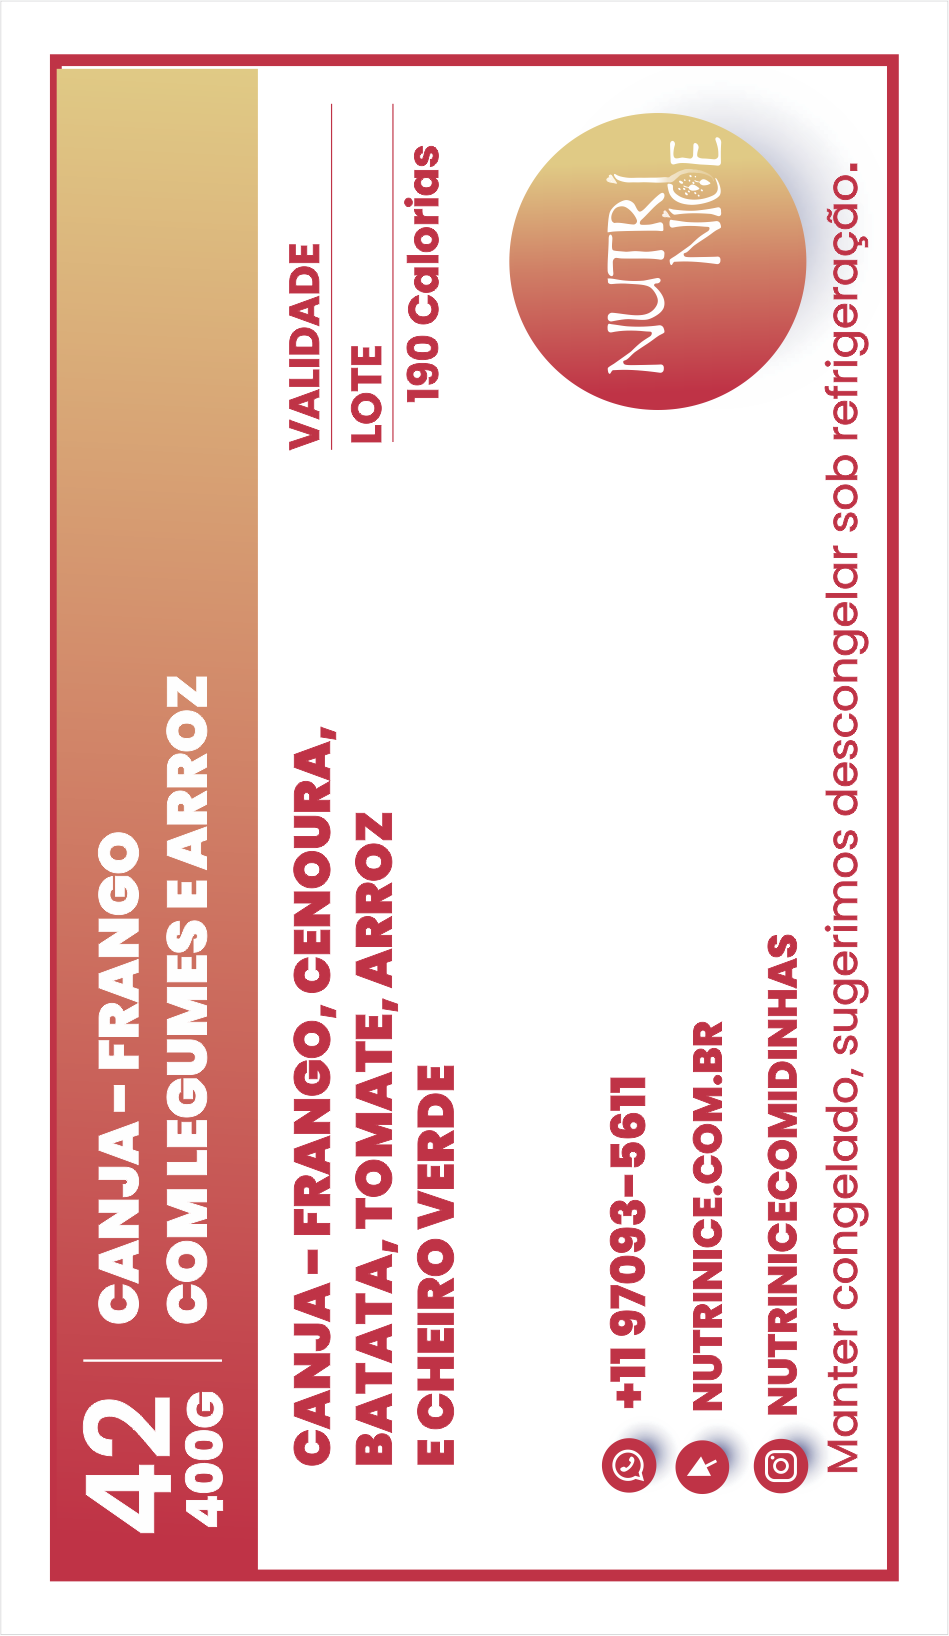 42
400G
CANJA – FRANGO
COM LEGUMES E ARROZ
CANJA – FRANGO, CENOURA,
BATATA, TOMATE, ARROZ
E CHEIRO VERDE
VALIDADE
LOTE
190 Calorias
NUTRÍ
NICE
+11 97093-5611
NUTRINICE.COM.BR
NUTRINICECOMIDINHAS
Manter congelado, sugerimos descongelar sob refrigeração.